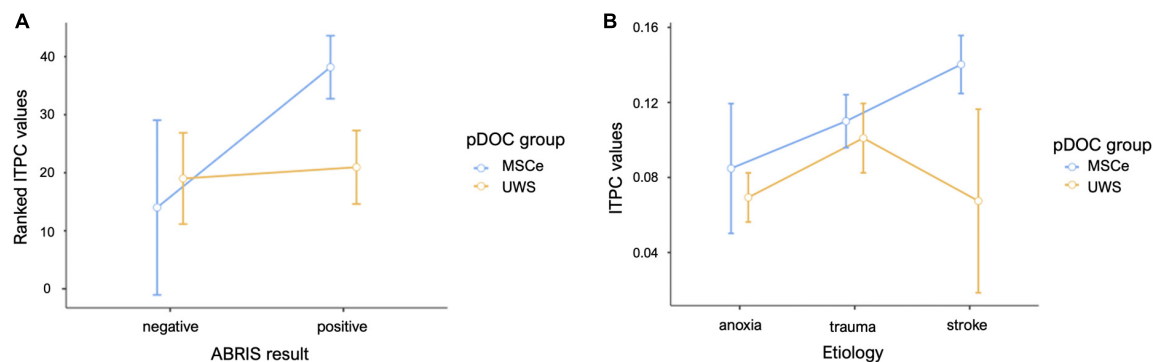 A
Ranked ITPC values
40
30
20
10
0
negative
positive
ABRIS result
pDOC group
MSCe
UWS
B
ITPC values
0.16
0.12
0.08
0.04
anoxia
trauma
stroke
Etiology
pDOC group
MSCe
UWS